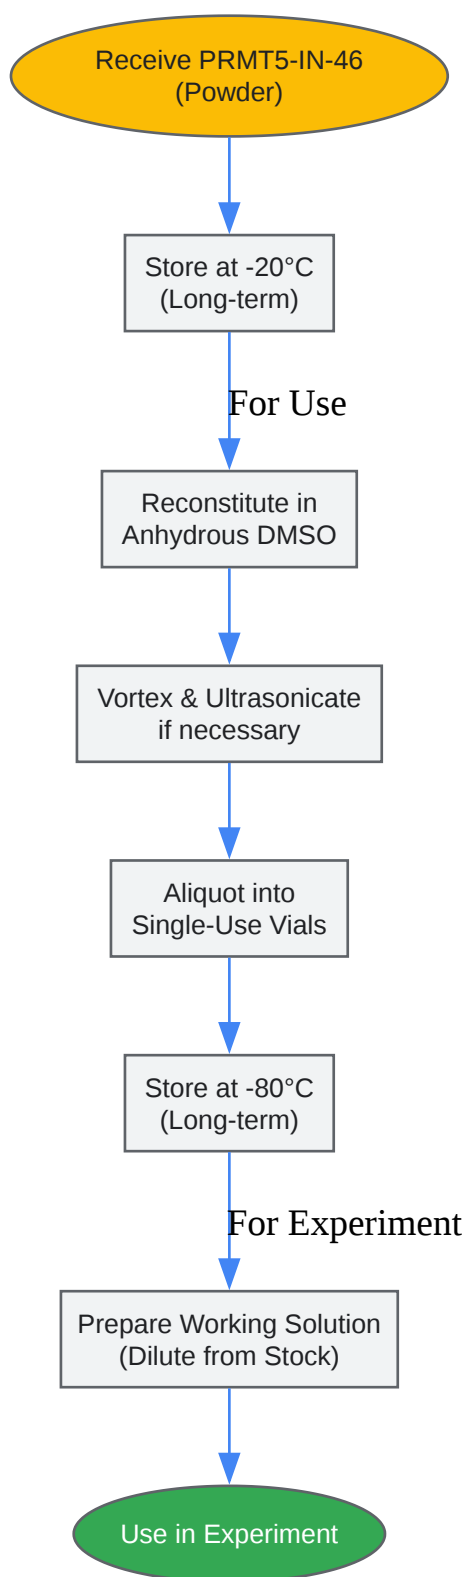 Receive PRMT5-IN-46
(Powder)
Store at -20°C
(Long-term)
For Use
Reconstitute in
Anhydrous DMSO
Vortex & Ultrasonicate
if necessary
Aliquot into
Single-Use Vials
Store at -80°C
(Long-term)
For Experiment
Prepare Working Solution
(Dilute from Stock)
Use in Experiment